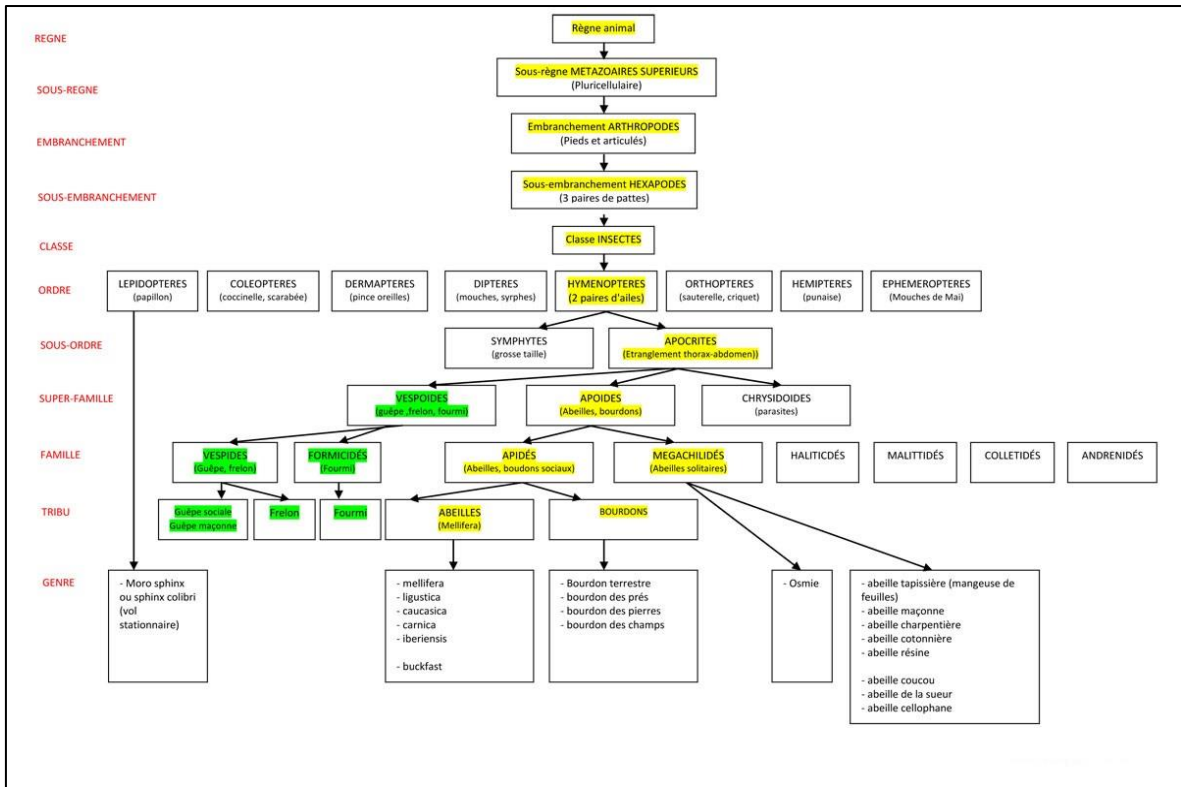 REGNE
Règne animal
SOUS-REGNE
Sous-règne METAZOAIRES SUPERIEURS
(Pluricellulaire)
EMBRANCHEMENT
Embranchement ARTHROPODES
(Pieds et articulés)
SOUS-EMBRANCHEMENT
Sous-embranchement HEXAPODES
(3 paires de pattes)
CLASSE
Classe INSECTES
ORDRE
LEPIDOPTERES
(papillon)
COLEOPTERES
(coccinelle, scarabée)
DERMAPTERES
(pince oreilles)
DIPTERES
(mouches, syrphes)
HYMENOPTERES
(2 paires d'ailes)
ORTHOPTERES
(sauterelle, criquet)
HEMIPTERES
(punaise)
EPHEMEROPTERES
(Mouches de Mai)
SOUS-ORDRE
SYMPHYTES
(grosse taille)
APOCRITES
(Etranglement thorax-abdomen))
SUPER-FAMILLE
VESPOIDES
(guêpe ,frelon, fourmi)
APOIDES
(Abeilles, bourdons)
CHRYSIDOIDES
(parasites)
FAMILLE
VESPIDES
(Guêpe, frelon)
FORMICIDÉS
(Fourmi)
APIDÉS
(Abeilles, boudons sociaux)
MEGACHILIDÉS
(Abeilles solitaires)
HALITICDÉS
MALITTIDÉS
COLLETIDÉS
ANDRENIDÉS
TRIBU
Guêpe sociale
Guêpe maçonne
Frelon
Fourmi
ABEILLES
(Mellifera)
BOURDONS
GENRE
- Moro sphinx
ou sphinx colibri
(vol
stationnaire)
- mellifera
- ligustica
- caucasica
- carnica
- iberiensis
- buckfast
- Bourdon terrestre
- bourdon des prés
- bourdon des pierres
- bourdon des champs
- Osmie
- abeille tapissière (mangeuse de
feuilles)
- abeille maçonne
- abeille charpentière
- abeille cotonnière
- abeille résine
- abeille coucou
- abeille de la sueur
- abeille cellophane